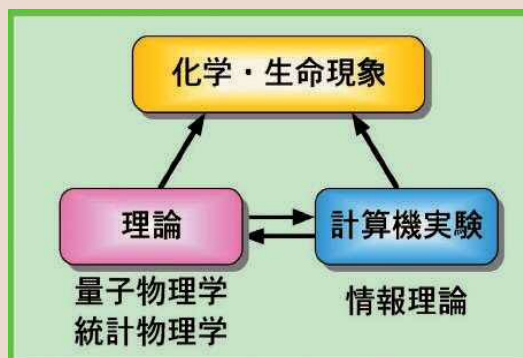 化学・生命現象
理論
計算機実験
量子物理学
統計物理学
情報理論